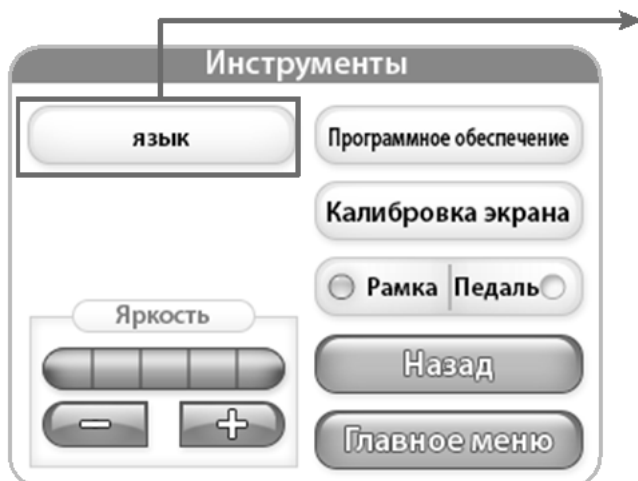 Инструменты
язык
Программное обеспечение
Калибровка экрана
Рамка Педаль
Яркость
Назад
− +
Главное меню